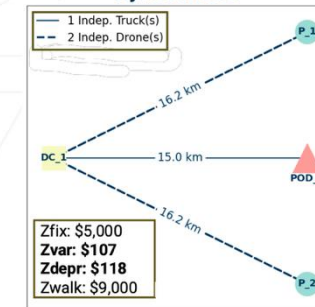 1 Indep. Truck(s)
2 Indep. Drone(s)
P_1
16.2 km
DC_1
15.0 km
POD_
16.2 km
P_2
Zfix: $5,000
Zvar: $107
Zdepr: $118
Zwalk: $9,000